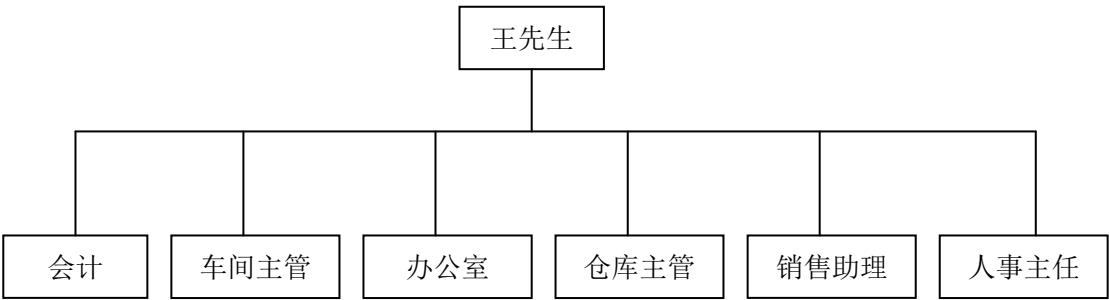 王先生
会计
车间主管
办公室
仓库主管
销售助理
人事主任